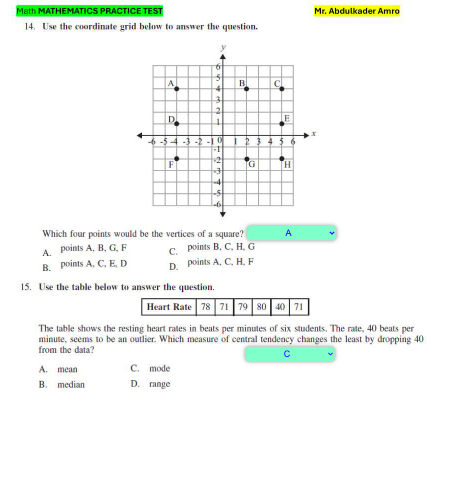 Math MATHEMATICS PRACTICE TEST
Mr. Abdulkader Amro
14. Use the coordinate grid below to answer the question.
y
6
5
A B C
4
3
2
D 1 E
-6 -5 -4 -3 -2 -1 0 1 2 3 4 5 6 x
-1
-2
F G H
-3
-4
-5
-6
Which four points would be the vertices of a square? A
A. points A, B, G, F C. points B, C, H, G
B. points A, C, E, D D. points A, C, H, F
15. Use the table below to answer the question.
Heart Rate 78 71 79 80 40 71
The table shows the resting heart rates in beats per minutes of six students. The rate, 40 beats per
minute, seems to be an outlier. Which measure of central tendency changes the least by dropping 40
from the data? C
A. mean C. mode
B. median D. range